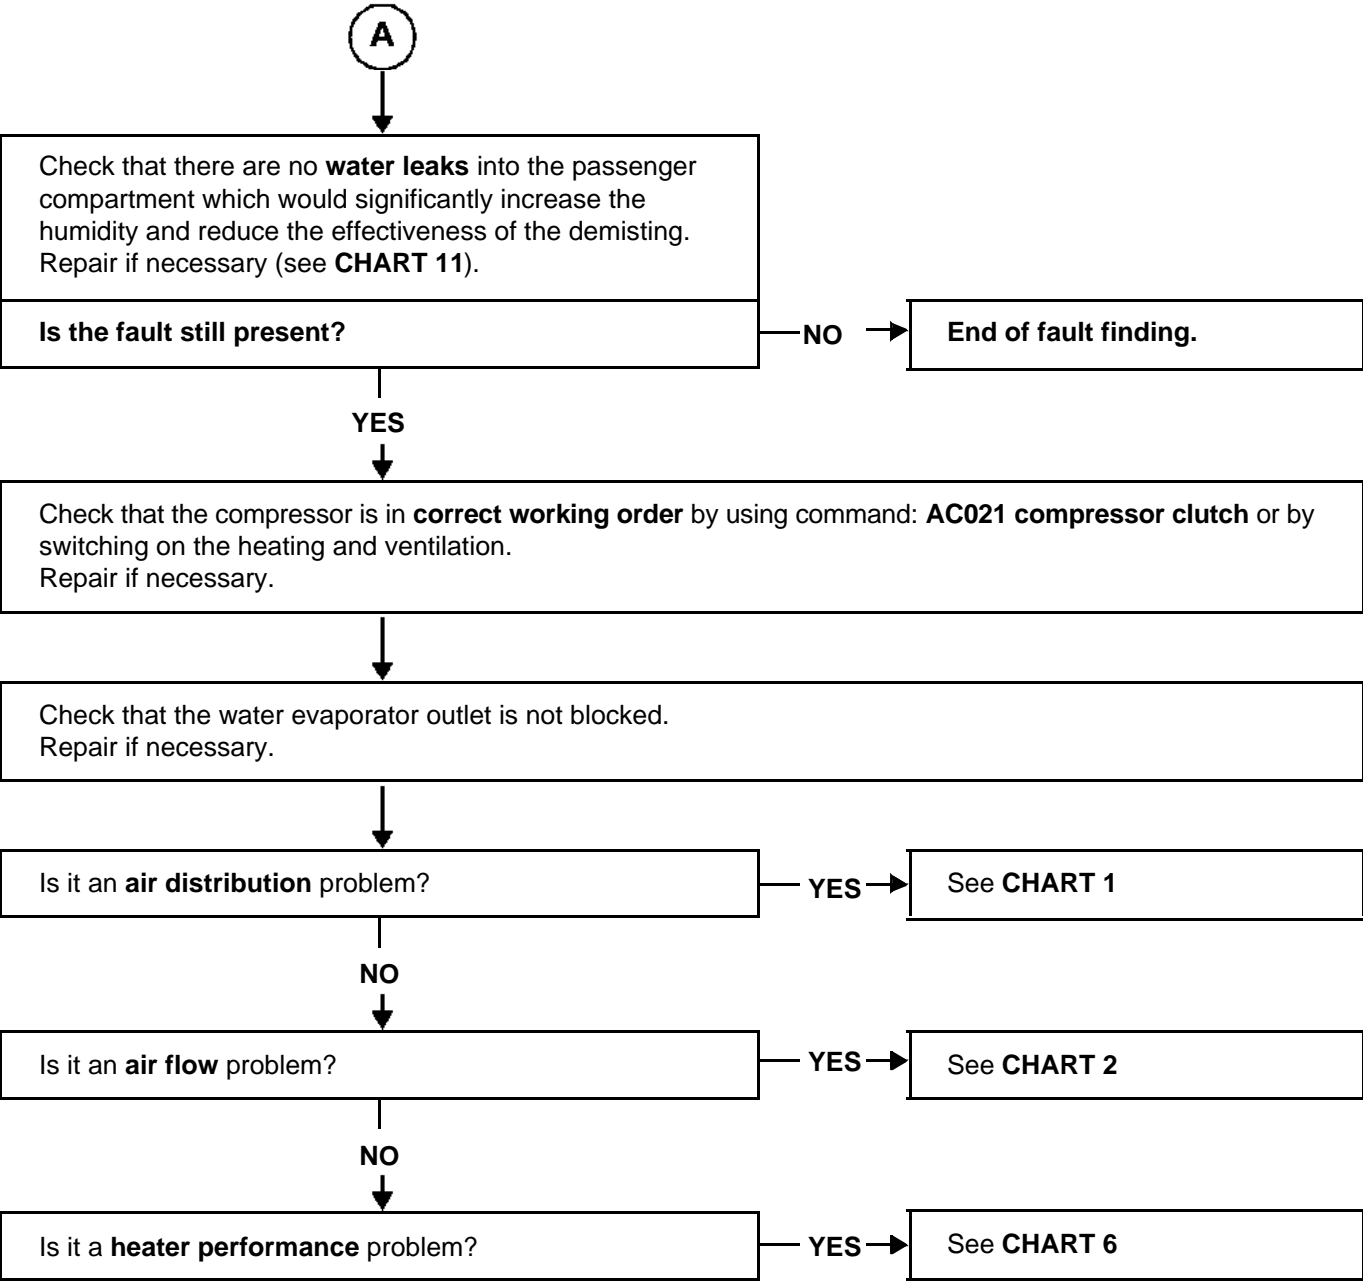 A
Check that there are no water leaks into the passenger
compartment which would significantly increase the
humidity and reduce the effectiveness of the demisting.
Repair if necessary (see CHART 11).
Is the fault still present?
NO
End of fault finding.
YES
Check that the compressor is in correct working order by using command: AC021 compressor clutch or by
switching on the heating and ventilation.
Repair if necessary.
Check that the water evaporator outlet is not blocked.
Repair if necessary.
Is it an air distribution problem?
YES
See CHART 1
NO
Is it an air flow problem?
YES
See CHART 2
NO
Is it a heater performance problem?
YES
See CHART 6